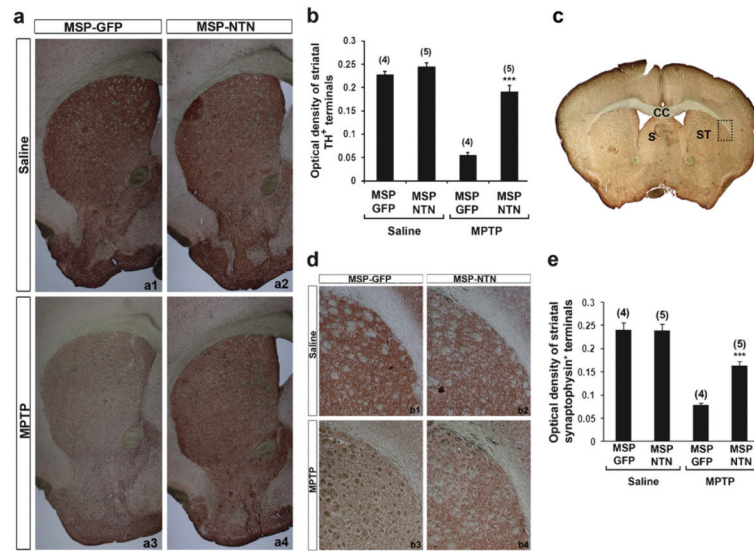 a
MSP-GFP
MSP-NTN
Saline
a1
a2
MPTP
a3
a4
b
Optical density of striatal
TH+ terminals
0.25
0.2
0.15
0.1
0.05
0
(4)
(5)
(4)
(5)
***
MSP
GFP
MSP
NTN
MSP
GFP
MSP
NTN
Saline
MPTP
c
CC
S
ST
d
MSP-GFP
MSP-NTN
Saline
b1
b2
MPTP
b3
b4
e
Optical density of striatal
synaptophysin+ terminals
0.3
0.25
0.2
0.15
0.1
0.05
0
(4)
(5)
(4)
(5)
***
MSP
GFP
MSP
NTN
MSP
GFP
MSP
NTN
Saline
MPTP